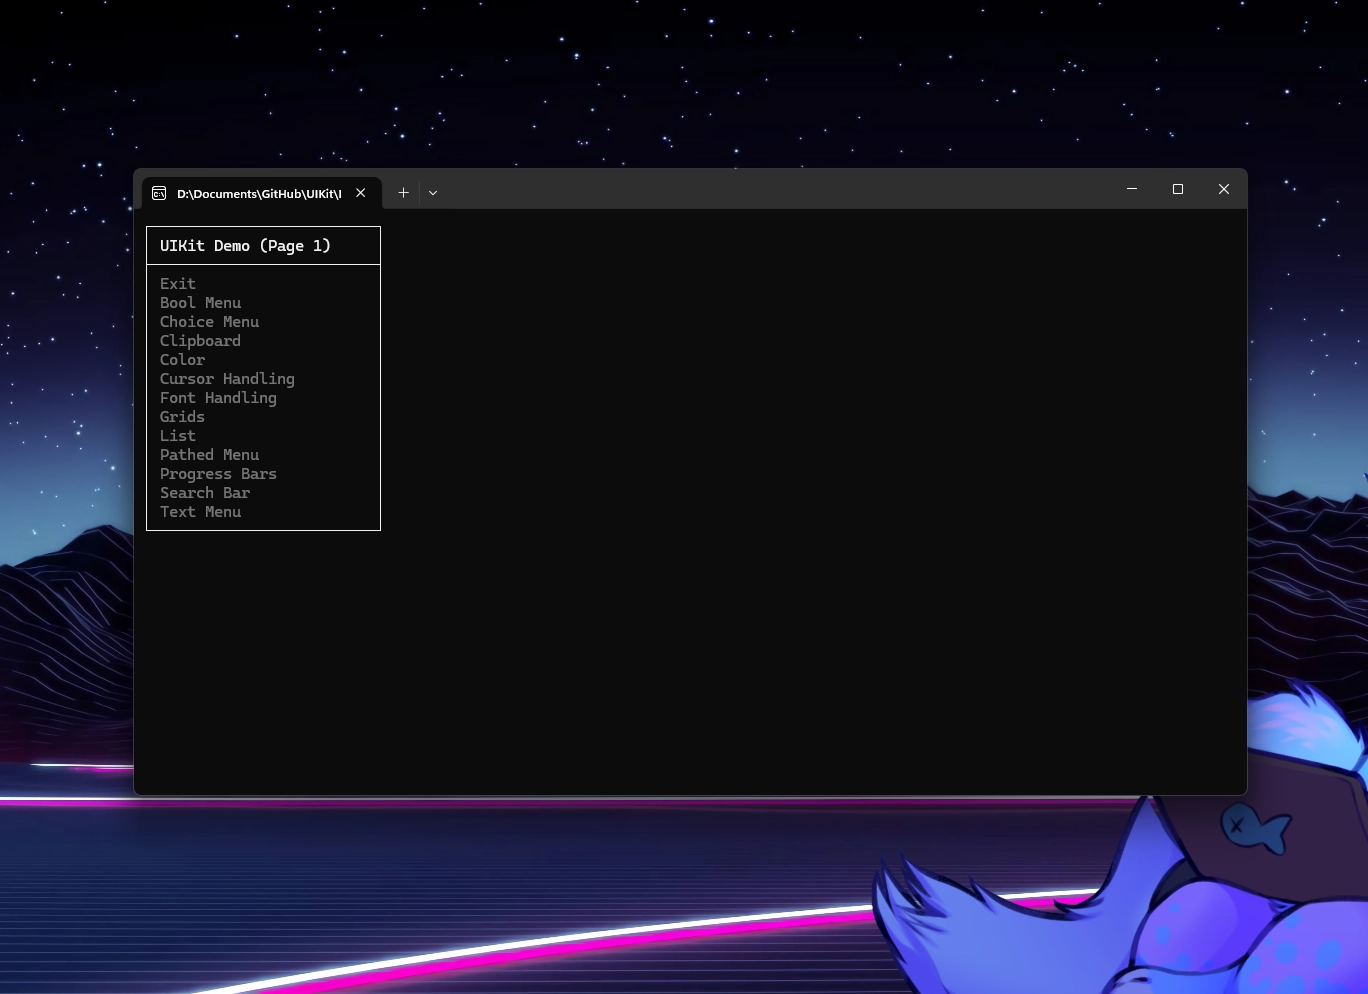 D:\Documents\GitHub\UIKit\I
UIKit Demo (Page 1)
Exit
Bool Menu
Choice Menu
Clipboard
Color
Cursor Handling
Font Handling
Grids
List
Pathed Menu
Progress Bars
Search Bar
Text Menu